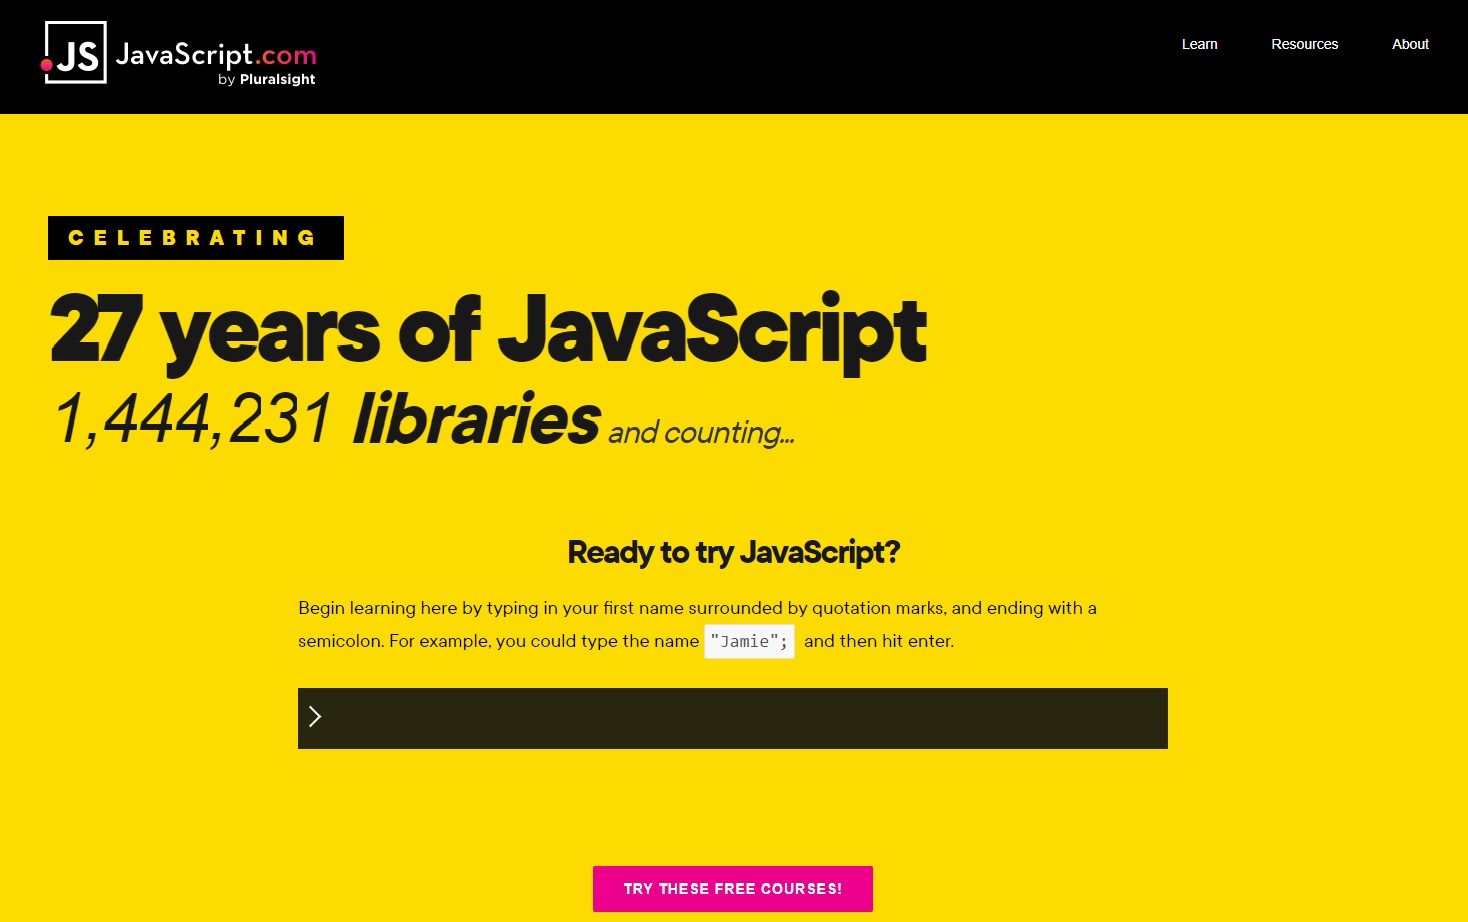 JS JavaScript.com
by Pluralsight
Learn Resources About
CELEBRATING
27 years of JavaScript
1,444,231 libraries and counting...
Ready to try JavaScript?
Begin learning here by typing in your first name surrounded by quotation marks, and ending with a
semicolon. For example, you could type the name "Jamie"; and then hit enter.
TRY THESE FREE COURSES!